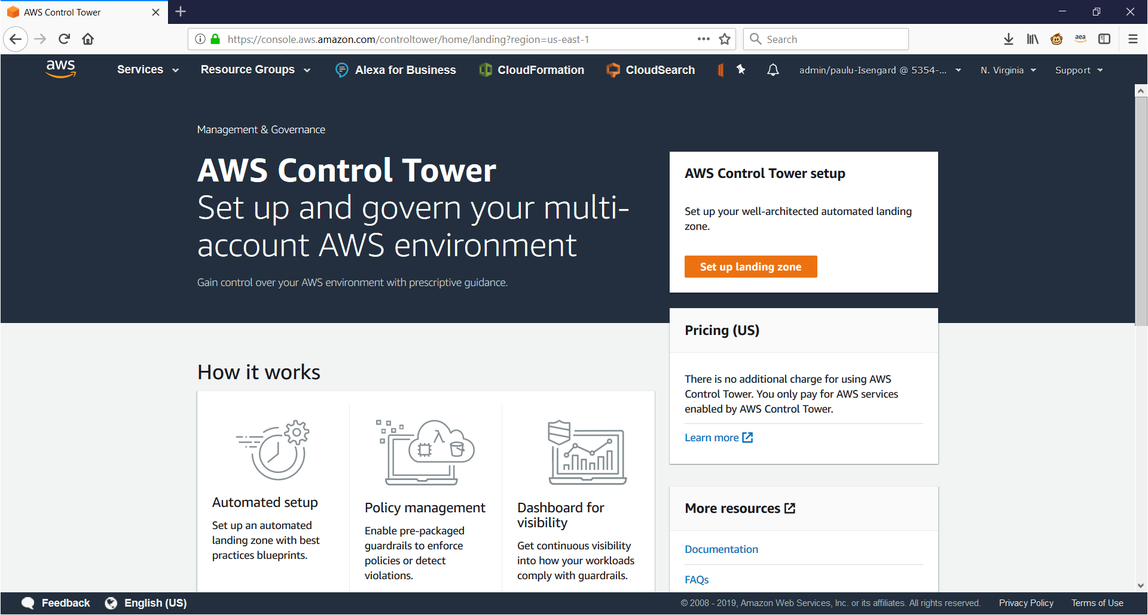 AWS Control Tower
https://console.aws.amazon.com/controltower/home/landing?region=us-east-1
Search
aws
Services
Resource Groups
Alexa for Business
CloudFormation
CloudSearch
admin/paulu-Isengard @ 5354-...
N. Virginia
Support
Management & Governance
AWS Control Tower
Set up and govern your multi-
account AWS environment
Gain control over your AWS environment with prescriptive guidance.
AWS Control Tower setup
Set up your well-architected automated landing
zone.
Set up landing zone
Pricing (US)
There is no additional charge for using AWS
Control Tower. You only pay for AWS services
enabled by AWS Control Tower.
Learn more
How it works
Automated setup
Set up an automated
landing zone with best
practices blueprints.
Policy management
Enable pre-packaged
guardrails to enforce
policies or detect
violations.
Dashboard for
visibility
Get continuous visibility
into how your workloads
comply with guardrails.
More resources
Documentation
FAQs
Feedback
English (US)
© 2008 - 2019, Amazon Web Services, Inc. or its affiliates. All rights reserved.
Privacy Policy
Terms of Use